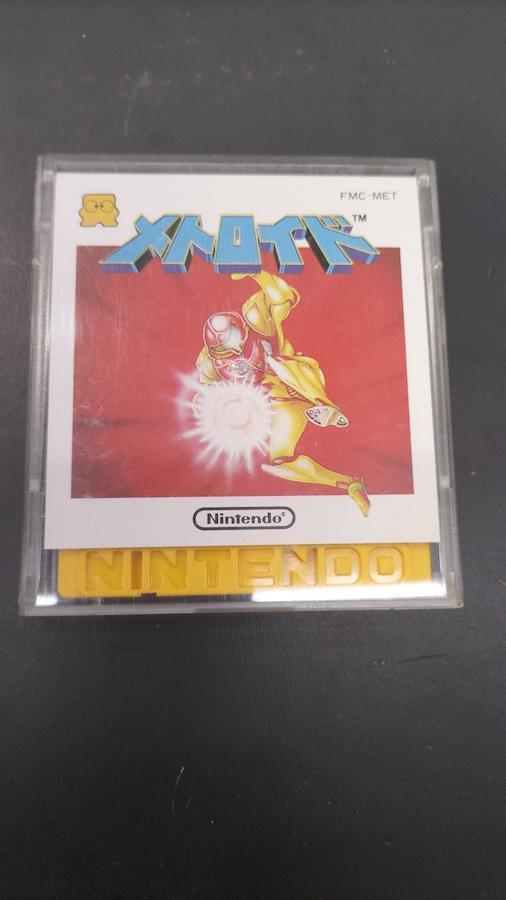 FMC-MET
メトロイド™
Nintendo®
NINTENDO